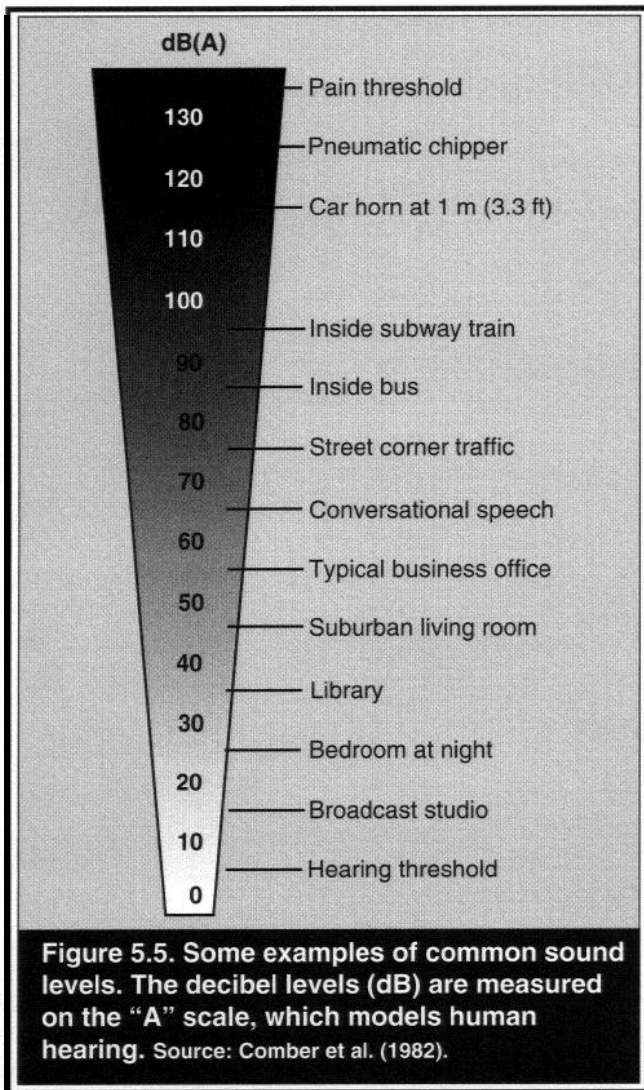 dB(A)
Pain threshold
130
Pneumatic chipper
120
Car horn at 1 m (3.3 ft)
110
100
Inside subway train
90
Inside bus
80
Street corner traffic
70
Conversational speech
60
Typical business office
50
Suburban living room
40
Library
30
Bedroom at night
20
Broadcast studio
10
Hearing threshold
0
Figure 5.5. Some examples of common sound
levels. The decibel levels (dB) are measured
on the “A” scale, which models human
hearing. Source: Comber et al. (1982).